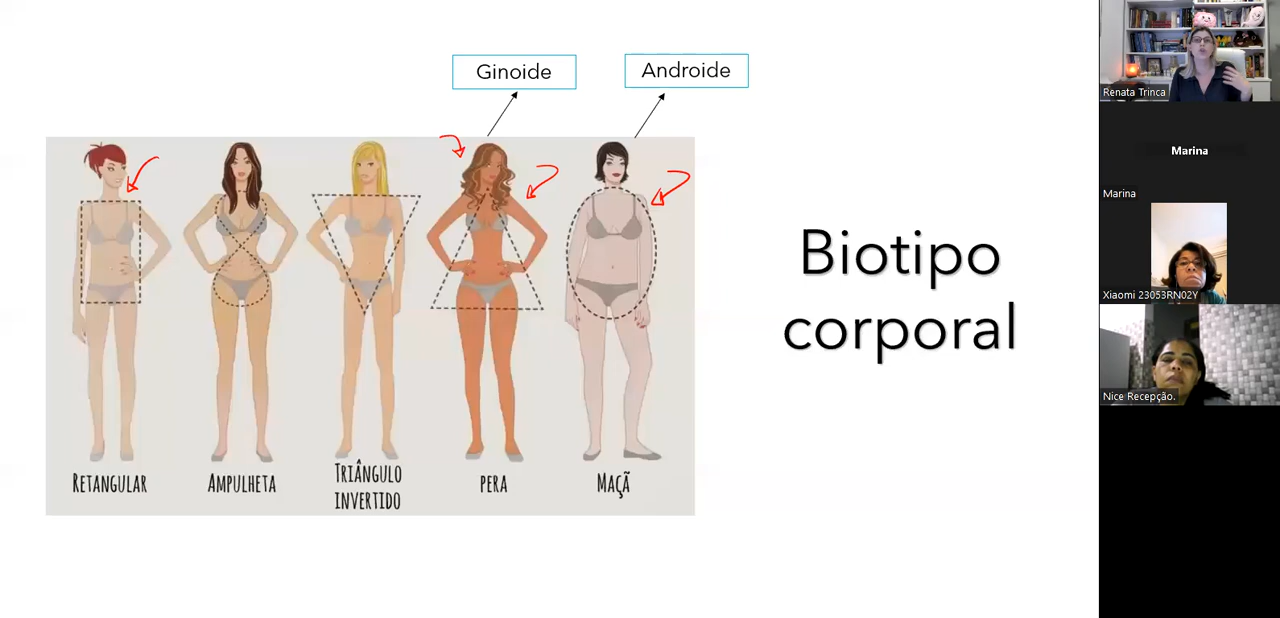 Ginoide
Androide
Biotipo
corporal
RETANGULAR
AMPULHETA
TRIÂNGULO
INVERTIDO
PERA
MAÇÃ
Renata Trinca
Marina
Marina
Xiaomi 23053RN02Y
Nice Recepção.